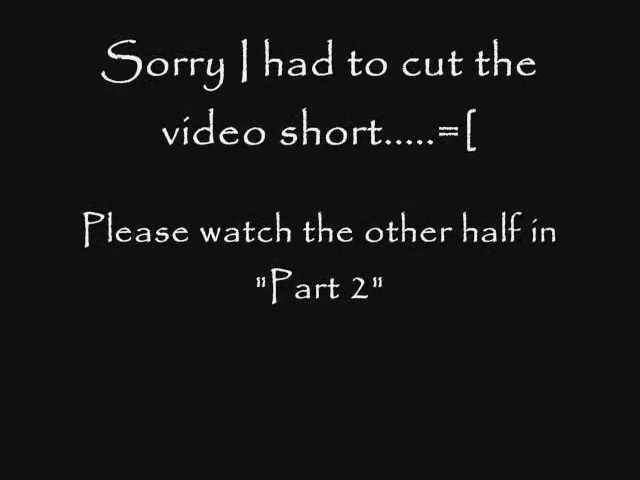 Sorry I had to cut the
video short.....=[
Please watch the other half in
"Part 2"